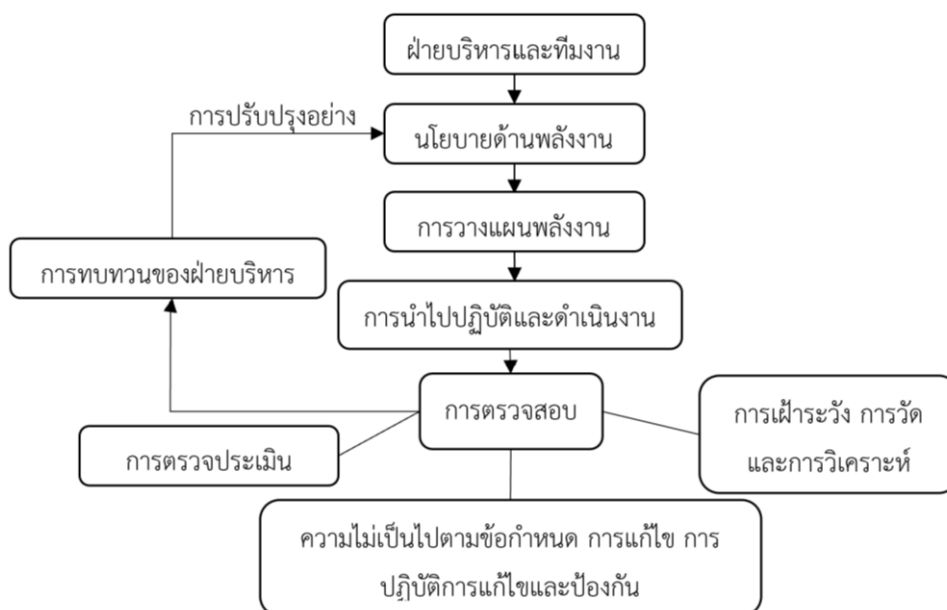 ฝ่ายบริหารและทีมงาน
การปรับปรุงอย่าง
นโยบายด้านพลังงาน
การวางแผนพลังงาน
การทบทวนของฝ่ายบริหาร
การนำไปปฏิบัติและดำเนินงาน
การตรวจสอบ
การเฝ้าระวัง การวัด
และการวิเคราะห์
การตรวจประเมิน
ความไม่เป็นไปตามข้อกำหนด การแก้ไข การ
ปฏิบัติการแก้ไขและป้องกัน